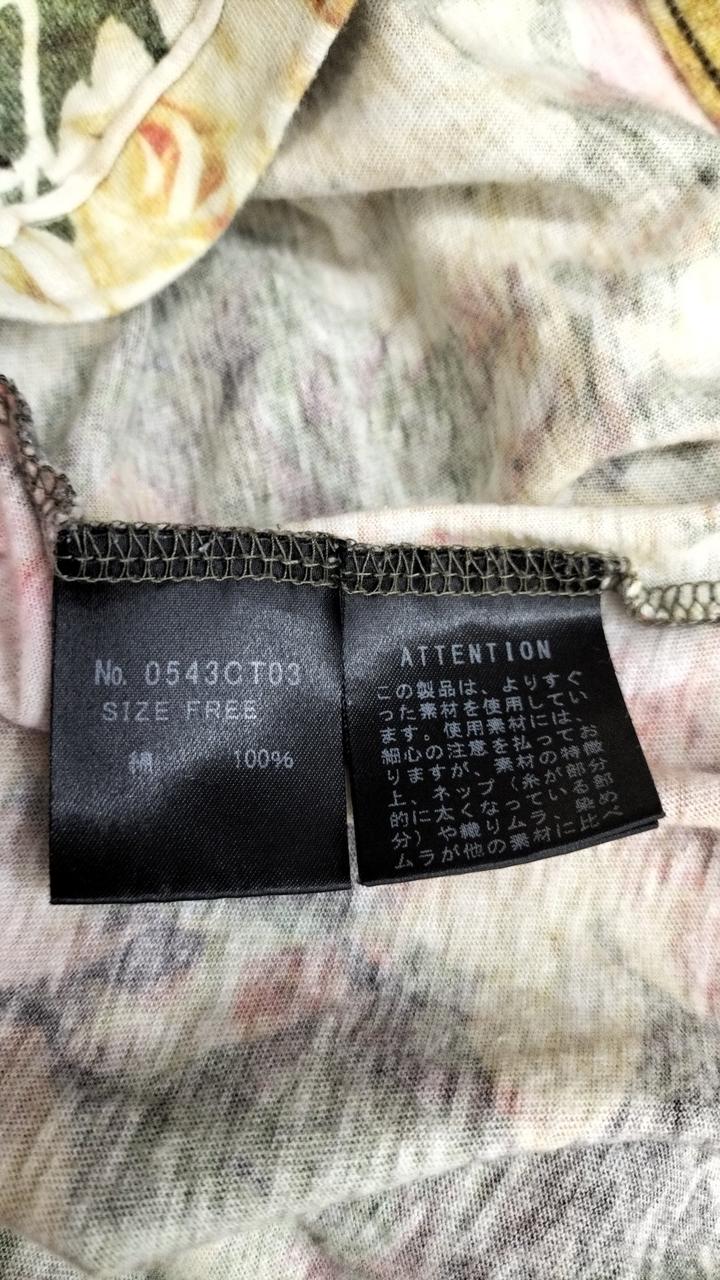 No. 0543CT03
SIZE FREE
100%
ATTENTION
この製品は、よりすぐ
った素材を使用してい
ます。使用素材には、
細心の注意を払ってお
りますが、素材の特徴
上、ネップ（糸が部分
的に太くなっている部
分）や織りムラ、染め
ムラが他の素材に比べ